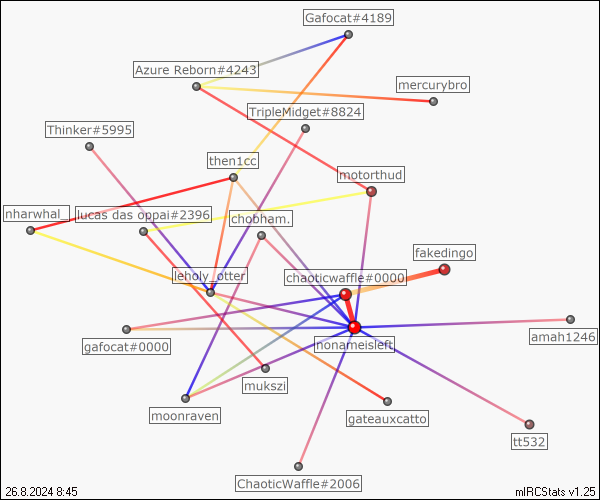 Gafocat#4189
Azure Reborn#4243
mercurybro
TripleMidget#8824
Thinker#5995
then1cc
motorthud
nharwhal_
lucas das oppai#2396
chobham.
fakedingo
leholy_otter
chaoticwaffle#0000
amah1246
gafocat#0000
nonameisleft
mukszi
moonraven
gateauxcatto
tt532
ChaoticWaffle#2006
26.8.2024 8:45
mIRCStats v1.25